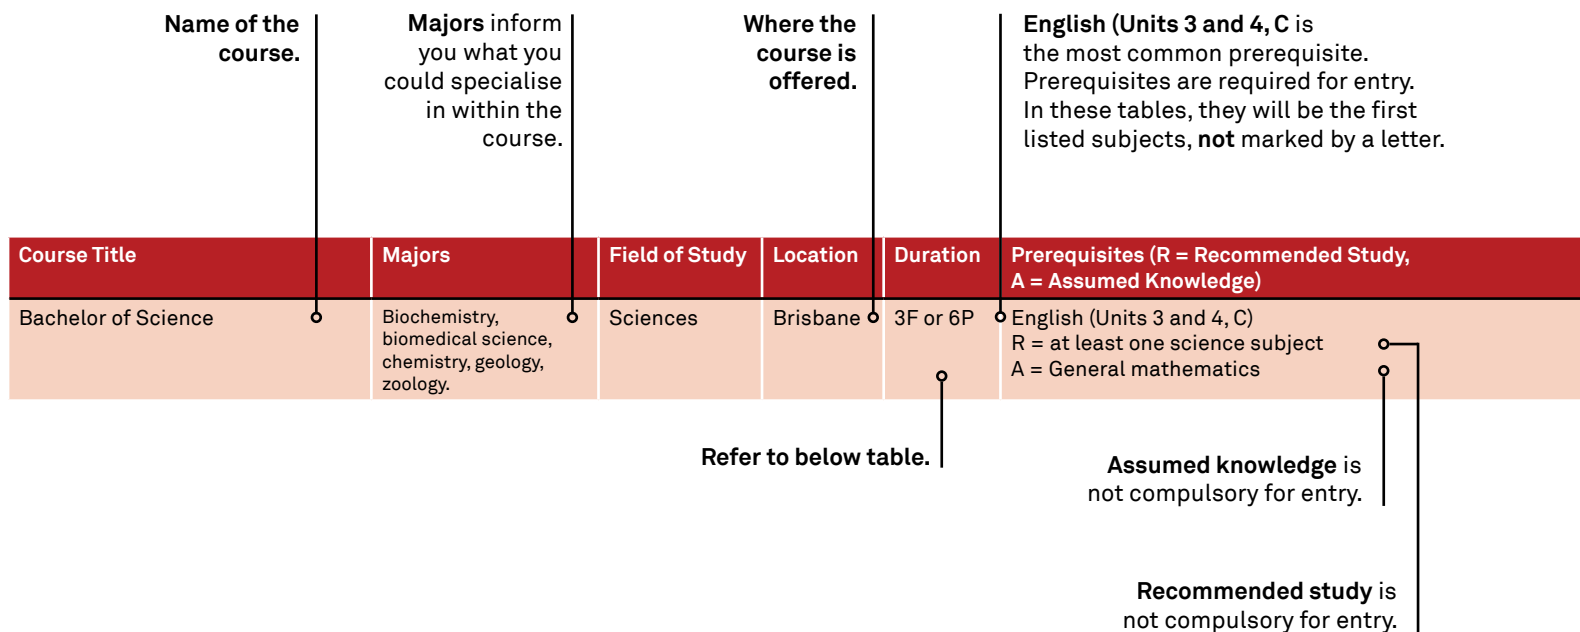 Name of the
course.
Majors inform
you what you
could specialise
in within the
course.
Where the
course is
offered.
English (Units 3 and 4, C is
the most common prerequisite.
Prerequisites are required for entry.
In these tables, they will be the first
listed subjects, not marked by a letter.
Course Title
Majors
Field of Study
Location
Duration
Prerequisites (R = Recommended Study,
A = Assumed Knowledge)
Bachelor of Science
Biochemistry,
biomedical science,
chemistry, geology,
zoology.
Sciences
Brisbane
3F or 6P
English (Units 3 and 4, C)
R = at least one science subject
A = General mathematics
Refer to below table.
Assumed knowledge is
not compulsory for entry.
Recommended study is
not compulsory for entry.